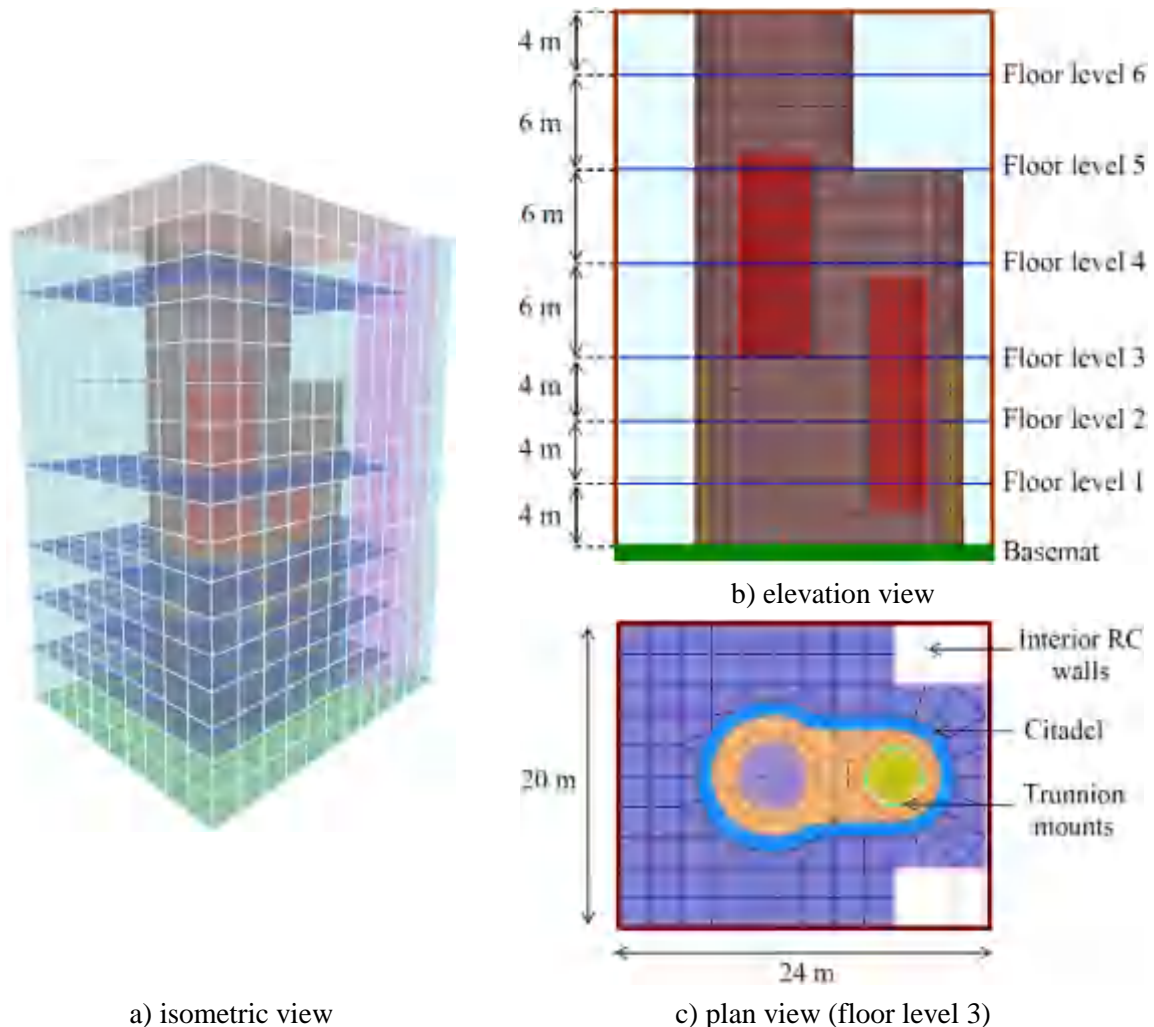 4 m
Floor level 6
6 m
Floor level 5
6 m
Floor level 4
6 m
Floor level 3
4 m
Floor level 2
4 m
Floor level 1
4 m
Basemat
b) elevation view
Interior RC
walls
Citadel
20 m
Trunnion
mounts
24 m
a) isometric view
c) plan view (floor level 3)